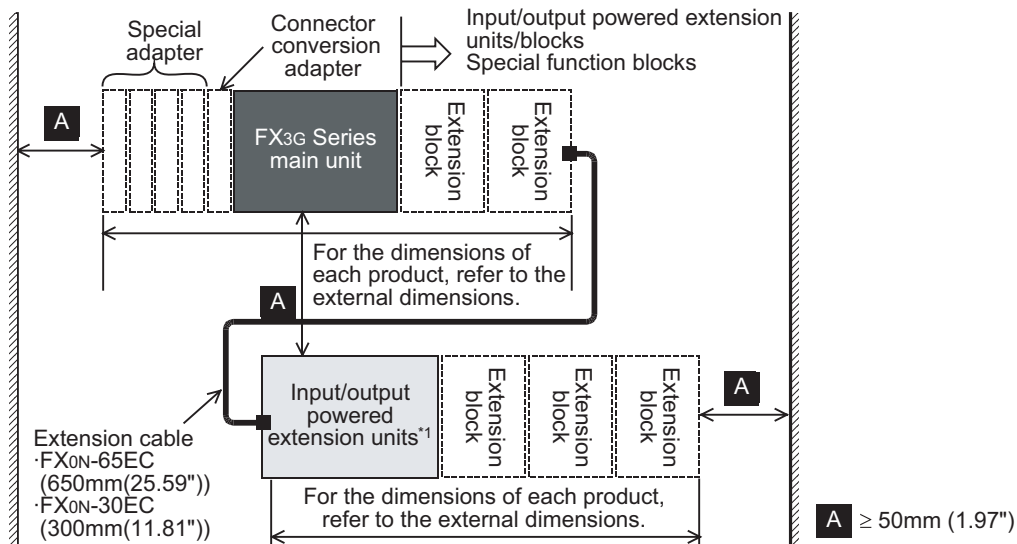 Special
adapter
Connector
conversion
adapter
Input/output powered extension
units/blocks
Special function blocks
A
FX3G Series
main unit
Extension
block
Extension
block
For the dimensions of
each product, refer to the
external dimensions.
A
Input/output
powered
extension units*1
Extension
block
Extension
block
Extension
block
A
Extension cable
·FX0N-65EC
(650mm(25.59"))
·FX0N-30EC
(300mm(11.81"))
For the dimensions of each product,
refer to the external dimensions.
A ≥ 50mm (1.97")